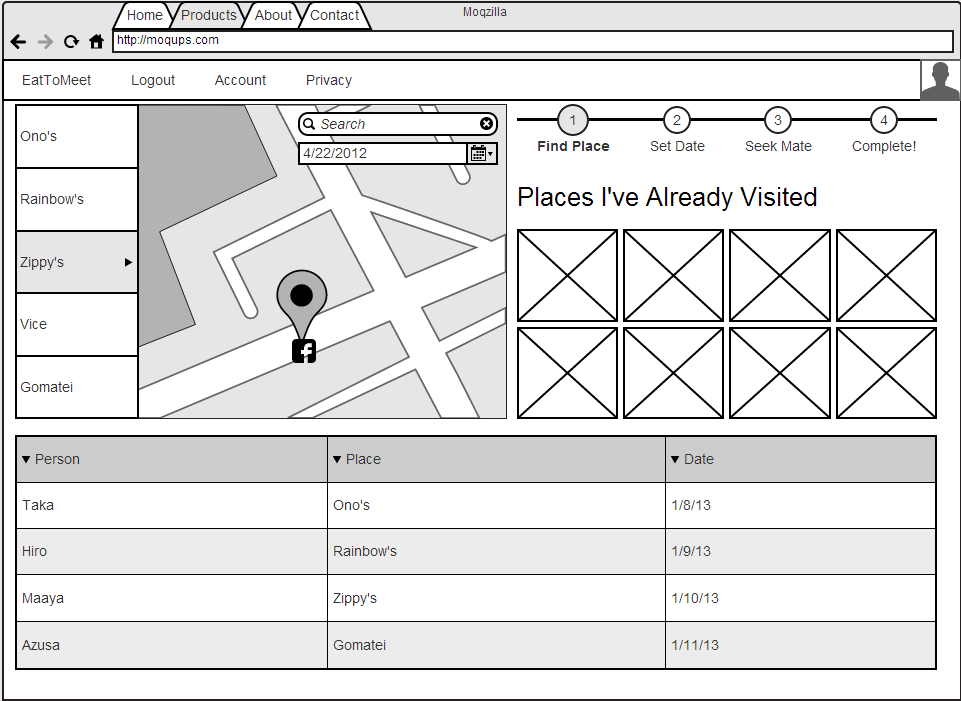 Moqzilla
Home Products About Contact
http://moqups.com
EatToMeet Logout Account Privacy
Ono's
Rainbow's
Zippy's
Vice
Gomatei
Search
4/22/2012
f
1 2 3 4
Find Place Set Date Seek Mate Complete!
Places I've Already Visited
Person Place Date
Taka Ono's 1/8/13
Hiro Rainbow's 1/9/13
Maaya Zippy's 1/10/13
Azusa Gomatei 1/11/13